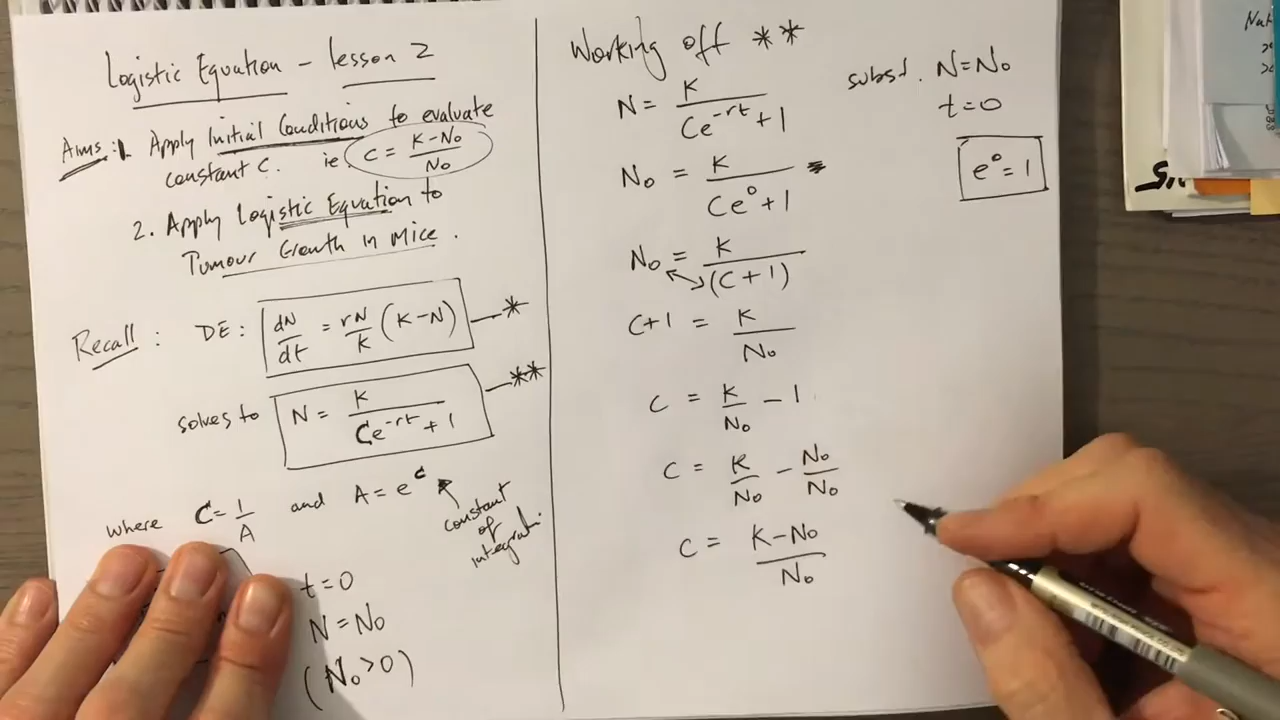 Logistic Equation - lesson 2
Aims: 1. Apply Initial Conditions to evaluate
constant C. ie. C = (K-N₀)/N₀
2. Apply Logistic Equation to
Tumour Growth in Mice.
Recall: DE: dN/dt = rN/K (K-N) — *
solves to N = K/(Ce^(-rt)+1) — **
where C = 1/A and A = e^c
constant
of
t=0
N = N₀
(N₀>0)
Working off **
N = K/(Ce^(-rt)+1)
subst. N=N₀
t=0
N₀ = K/(Ce⁰+1)
e⁰=1
N₀ = K/(C+1)
C+1 = K/N₀
C = K/N₀ - 1
C = K/N₀ - N₀/N₀
C = (K-N₀)/N₀